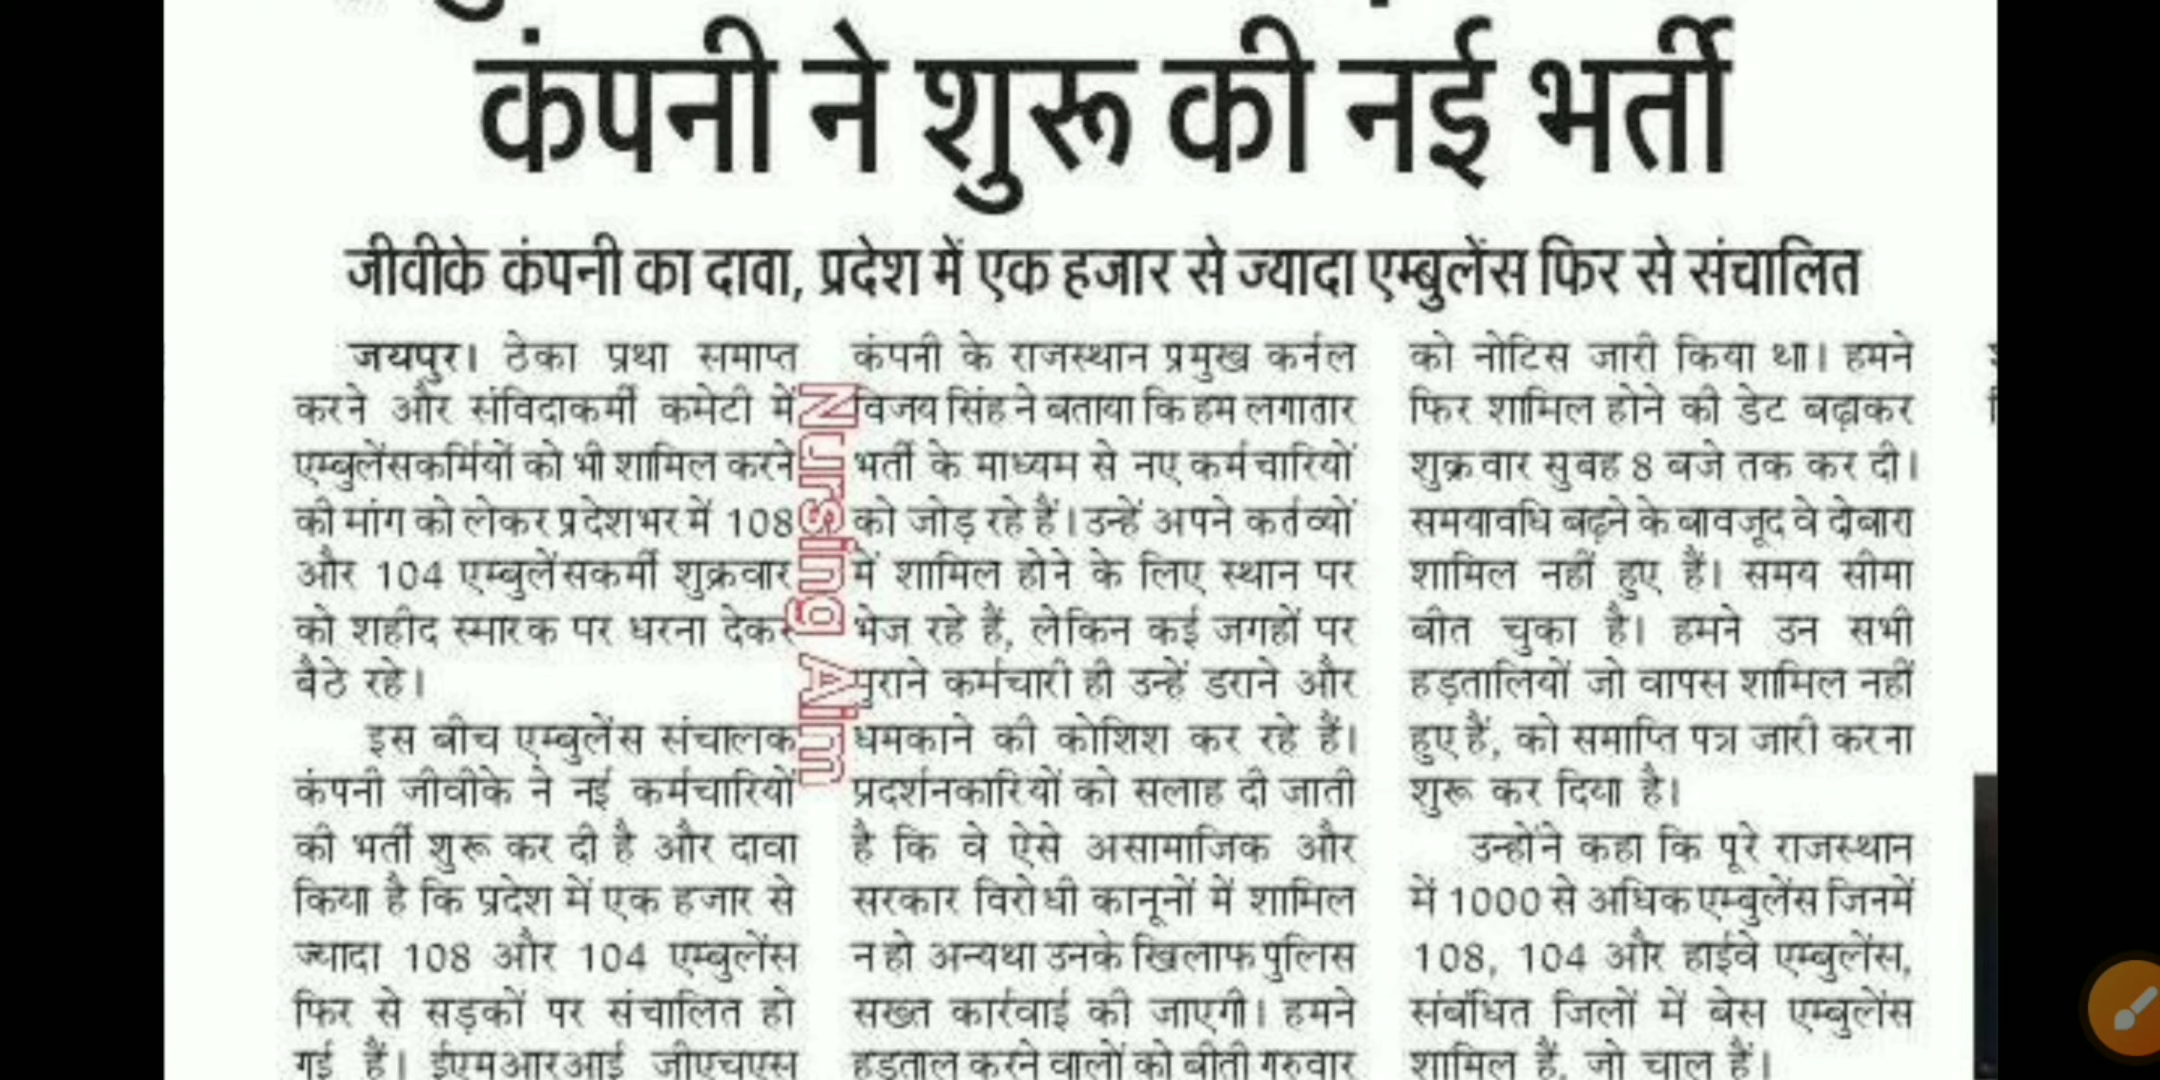 कंपनी ने शुरू की नई भर्ती
जीवीके कंपनी का दावा, प्रदेश में एक हजार से ज्यादा एम्बुलेंस फिर से संचालित
जयपुर। ठेका प्रथा समाप्त
करने और संविदाकर्मी कमेटी में
एम्बुलेंसकर्मियों को भी शामिल करने
की मांग को लेकर प्रदेशभर में 108
और 104 एम्बुलेंसकर्मी शुक्रवार
को शहीद स्मारक पर धरना देकर
बैठे रहे।
इस बीच एम्बुलेंस संचालक
कंपनी जीवीके ने नई कर्मचारियों
की भर्ती शुरू कर दी है और दावा
किया है कि प्रदेश में एक हजार से
ज्यादा 108 और 104 एम्बुलेंस
फिर से सड़कों पर संचालित हो
गई हैं। ईएमआरआई जीएचएस
कंपनी के राजस्थान प्रमुख कर्नल
विजय सिंह ने बताया कि हम लगातार
भर्ती के माध्यम से नए कर्मचारियों
को जोड़ रहे हैं। उन्हें अपने कर्तव्यों
में शामिल होने के लिए स्थान पर
भेज रहे हैं, लेकिन कई जगहों पर
पुराने कर्मचारी ही उन्हें डराने और
धमकाने की कोशिश कर रहे हैं।
प्रदर्शनकारियों को सलाह दी जाती
है कि वे ऐसे असामाजिक और
सरकार विरोधी कानूनों में शामिल
न हो अन्यथा उनके खिलाफ पुलिस
सख्त कार्रवाई की जाएगी। हमने
हड़ताल करने वालों को बीती गुरुवार
को नोटिस जारी किया था। हमने
फिर शामिल होने की डेट बढ़ाकर
शुक्रवार सुबह 8 बजे तक कर दी।
समयावधि बढ़ने के बावजूद वे दोबारा
शामिल नहीं हुए हैं। समय सीमा
बीत चुका है। हमने उन सभी
हड़तालियों जो वापस शामिल नहीं
हुए हैं, को समाप्ति पत्र जारी करना
शुरू कर दिया है।
उन्होंने कहा कि पूरे राजस्थान
में 1000 से अधिक एम्बुलेंस जिनमें
108, 104 और हाईवे एम्बुलेंस,
संबंधित जिलों में बेस एम्बुलेंस
शामिल हैं, जो चालू हैं।
Nursing Aim